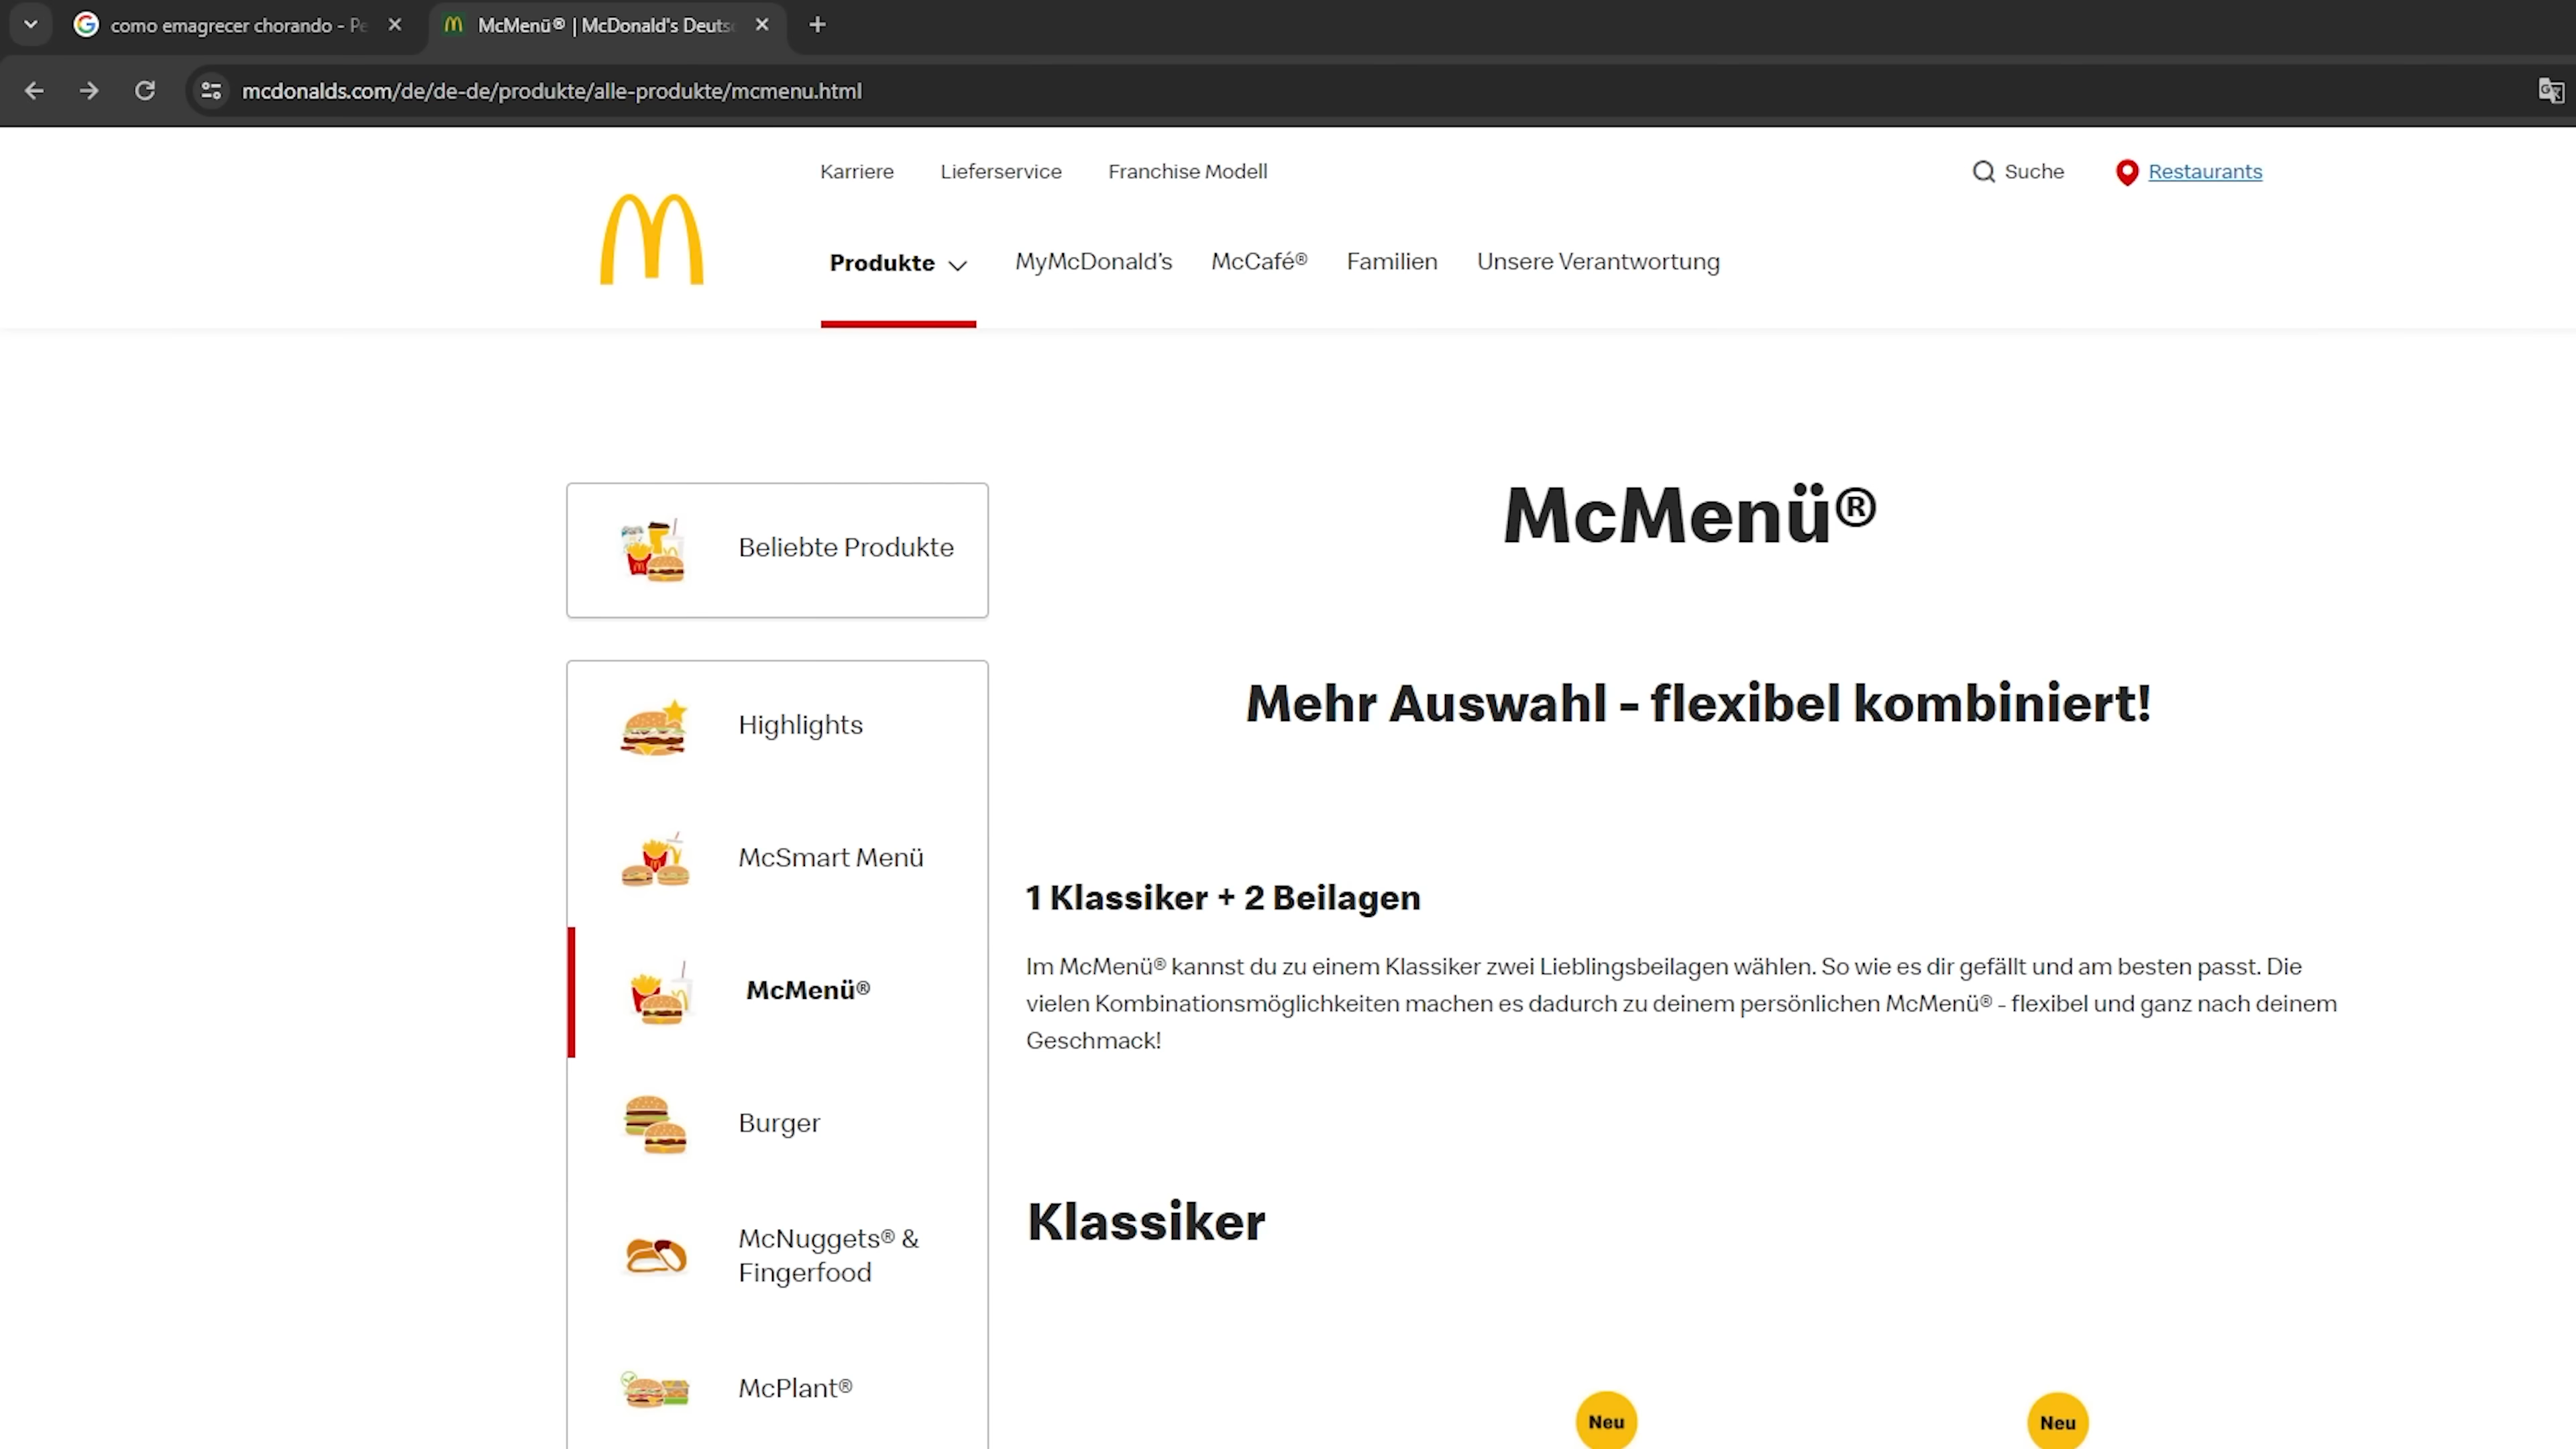 como emagrecer chorando - Pe
McMenü® | McDonald's Deuts
mcdonalds.com/de/de-de/produkte/alle-produkte/mcmenu.html
Karriere Lieferservice Franchise Modell
Suche Restaurants
Produkte MyMcDonald’s McCafé® Familien Unsere Verantwortung
Beliebte Produkte
Highlights
McSmart Menü
McMenü®
Burger
McNuggets® &
Fingerfood
McPlant®
McMenü®
Mehr Auswahl - flexibel kombiniert!
1 Klassiker + 2 Beilagen
Im McMenü® kannst du zu einem Klassiker zwei Lieblingsbeilagen wählen. So wie es dir gefällt und am besten passt. Die
vielen Kombinationsmöglichkeiten machen es dadurch zu deinem persönlichen McMenü® - flexibel und ganz nach deinem
Geschmack!
Klassiker
Neu
Neu